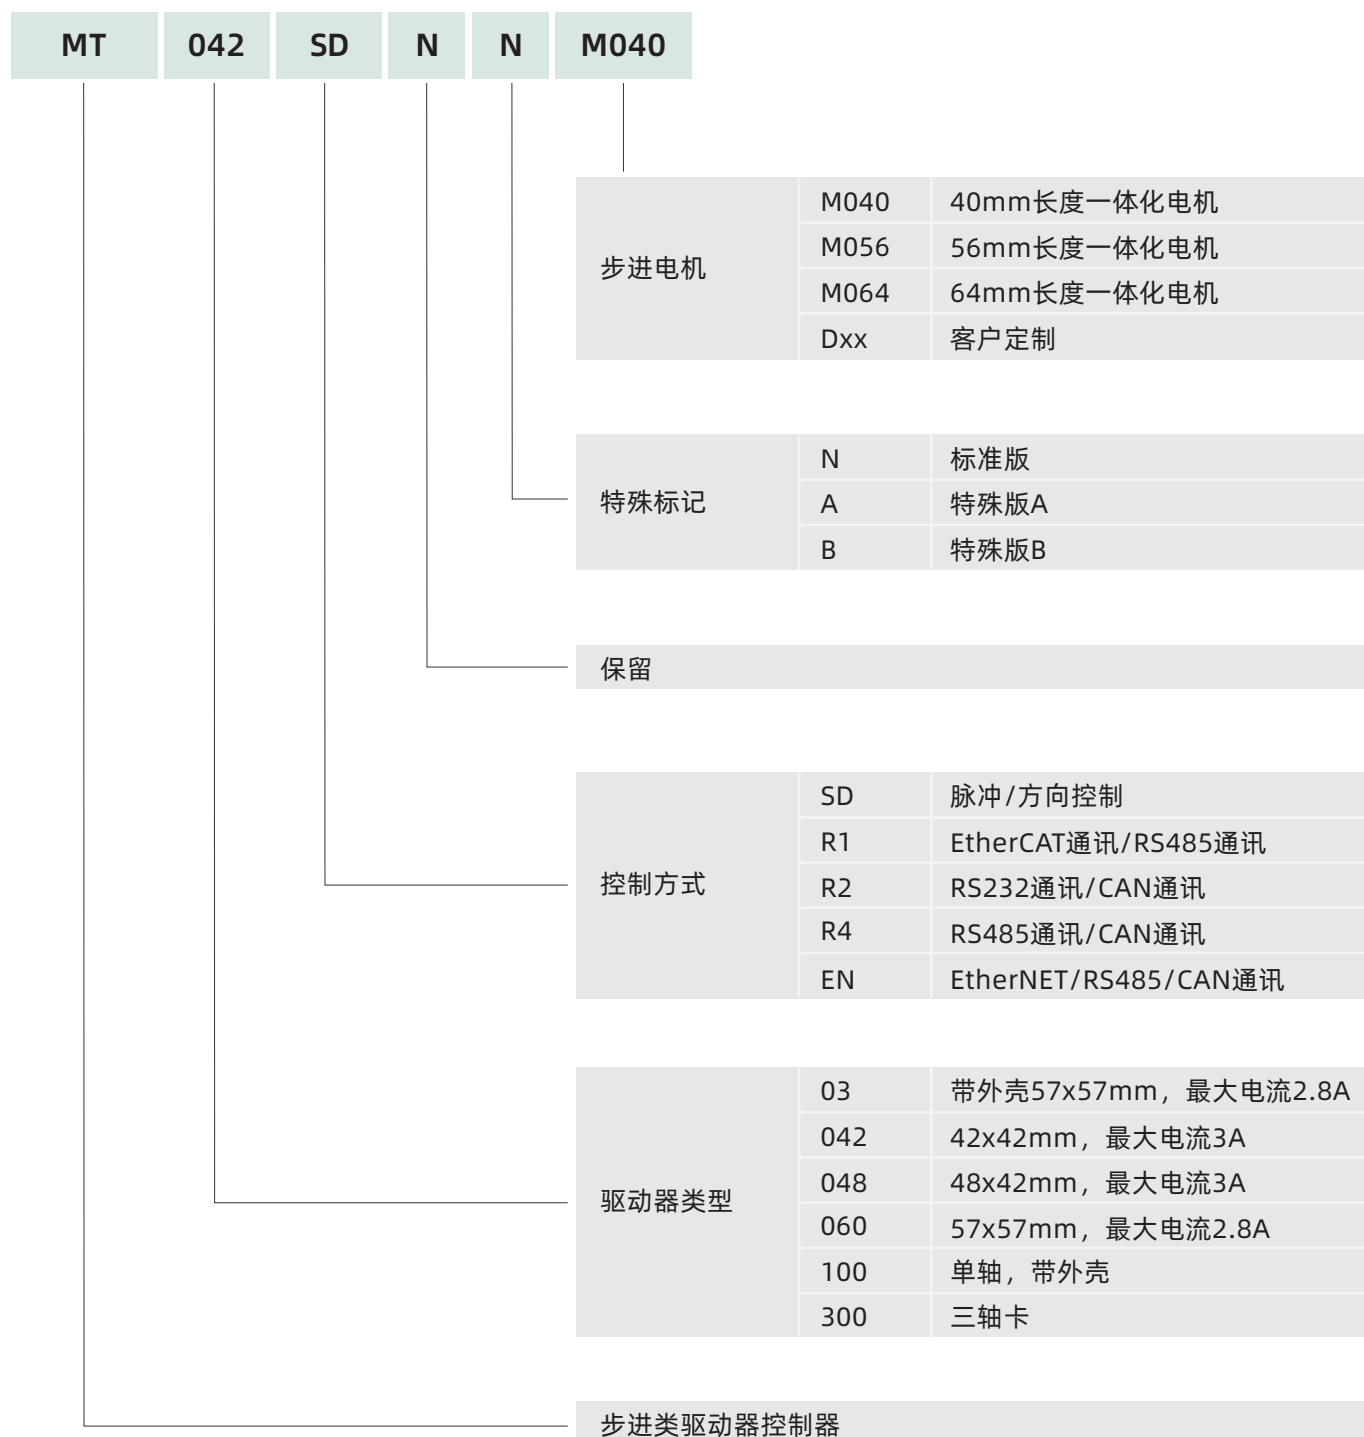 MT 042 SD N N M040
步进电机
M040 40mm长度一体化电机
M056 56mm长度一体化电机
M064 64mm长度一体化电机
Dxx 客户定制
特殊标记
N 标准版
A 特殊版A
B 特殊版B
保留
控制方式
SD 脉冲/方向控制
R1 EtherCAT通讯/RS485通讯
R2 RS232通讯/CAN通讯
R4 RS485通讯/CAN通讯
EN EtherNET/RS485/CAN通讯
驱动器类型
03 带外壳57x57mm，最大电流2.8A
042 42x42mm，最大电流3A
048 48x42mm，最大电流3A
060 57x57mm，最大电流2.8A
100 单轴，带外壳
300 三轴卡
步进类驱动器控制器